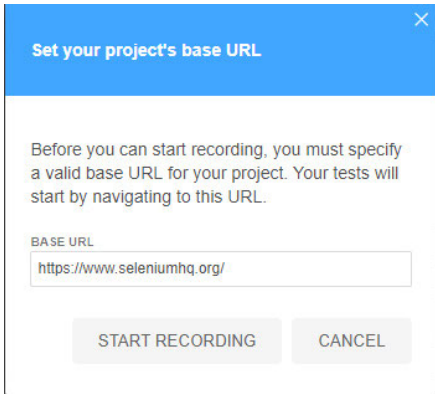 Set your project's base URL
Before you can start recording, you must specify
a valid base URL for your project. Your tests will
start by navigating to this URL.
BASE URL
https://www.seleniumhq.org/
START RECORDING CANCEL